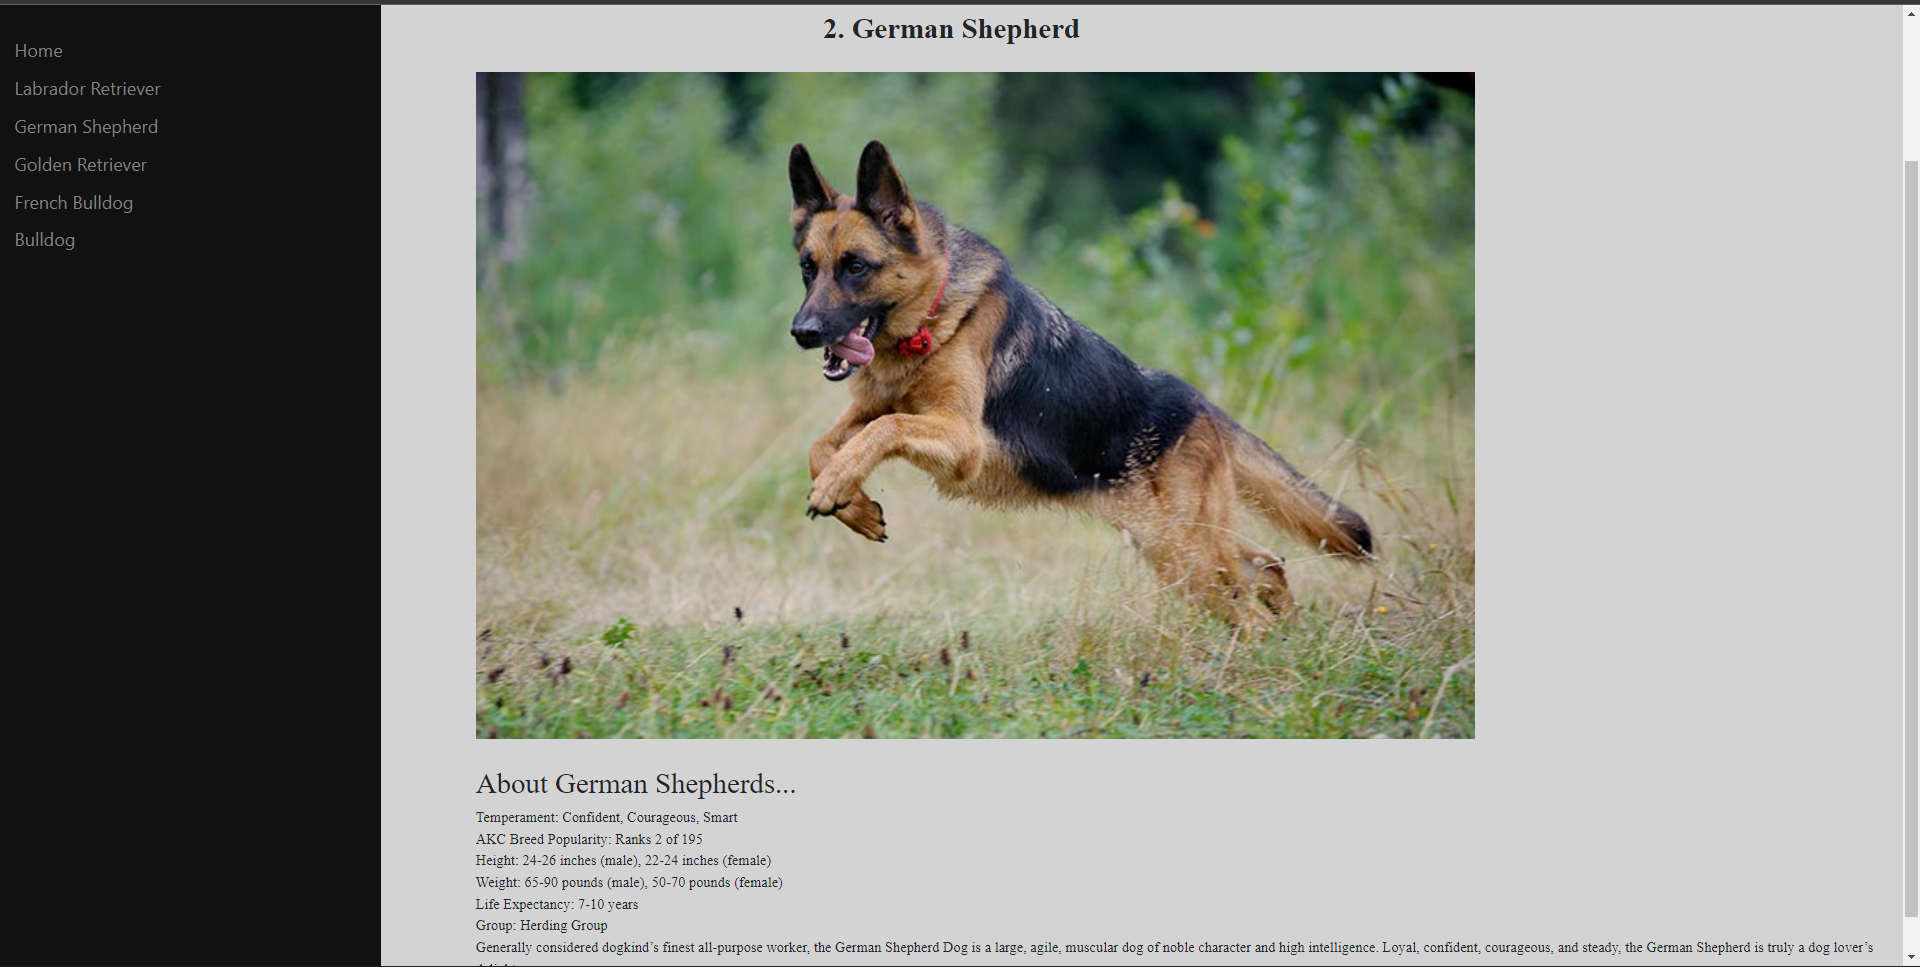 Home
Labrador Retriever
German Shepherd
Golden Retriever
French Bulldog
Bulldog
2. German Shepherd
About German Shepherds...
Temperament: Confident, Courageous, Smart
AKC Breed Popularity: Ranks 2 of 195
Height: 24-26 inches (male), 22-24 inches (female)
Weight: 65-90 pounds (male), 50-70 pounds (female)
Life Expectancy: 7-10 years
Group: Herding Group
Generally considered dogkind’s finest all-purpose worker, the German Shepherd Dog is a large, agile, muscular dog of noble character and high intelligence. Loyal, confident, courageous, and steady, the German Shepherd is truly a dog lover’s